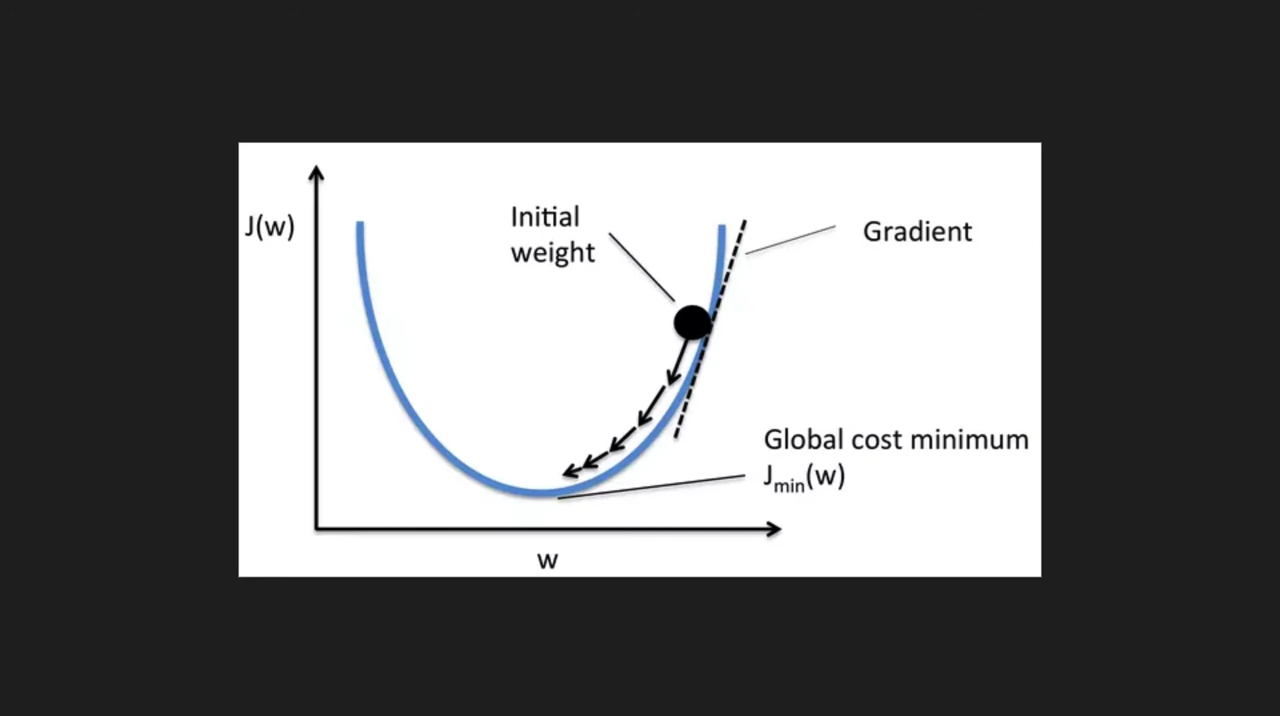 J(w)
Initial
weight
Gradient
Global cost minimum
Jmin(w)
w